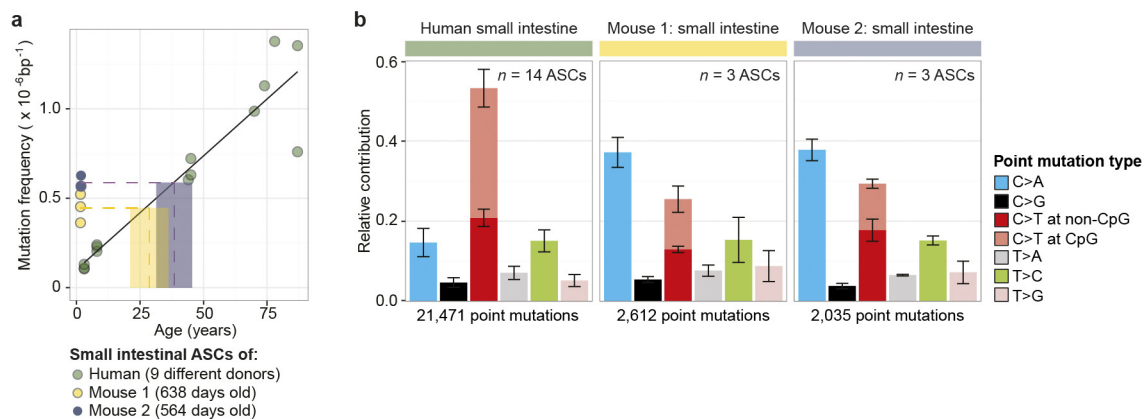 a
Mutation frequency ( x 10⁻⁶bp⁻¹)
1.0
0.5
0
0 25 50 75
Age (years)
Small intestinal ASCs of:
Human (9 different donors)
Mouse 1 (638 days old)
Mouse 2 (564 days old)
b
Human small intestine
Mouse 1: small intestine
Mouse 2: small intestine
Relative contribution
0.6
0.4
0.2
0.0
n = 14 ASCs
n = 3 ASCs
n = 3 ASCs
21,471 point mutations
2,612 point mutations
2,035 point mutations
Point mutation type
C>A
C>G
C>T at non-CpG
C>T at CpG
T>A
T>C
T>G